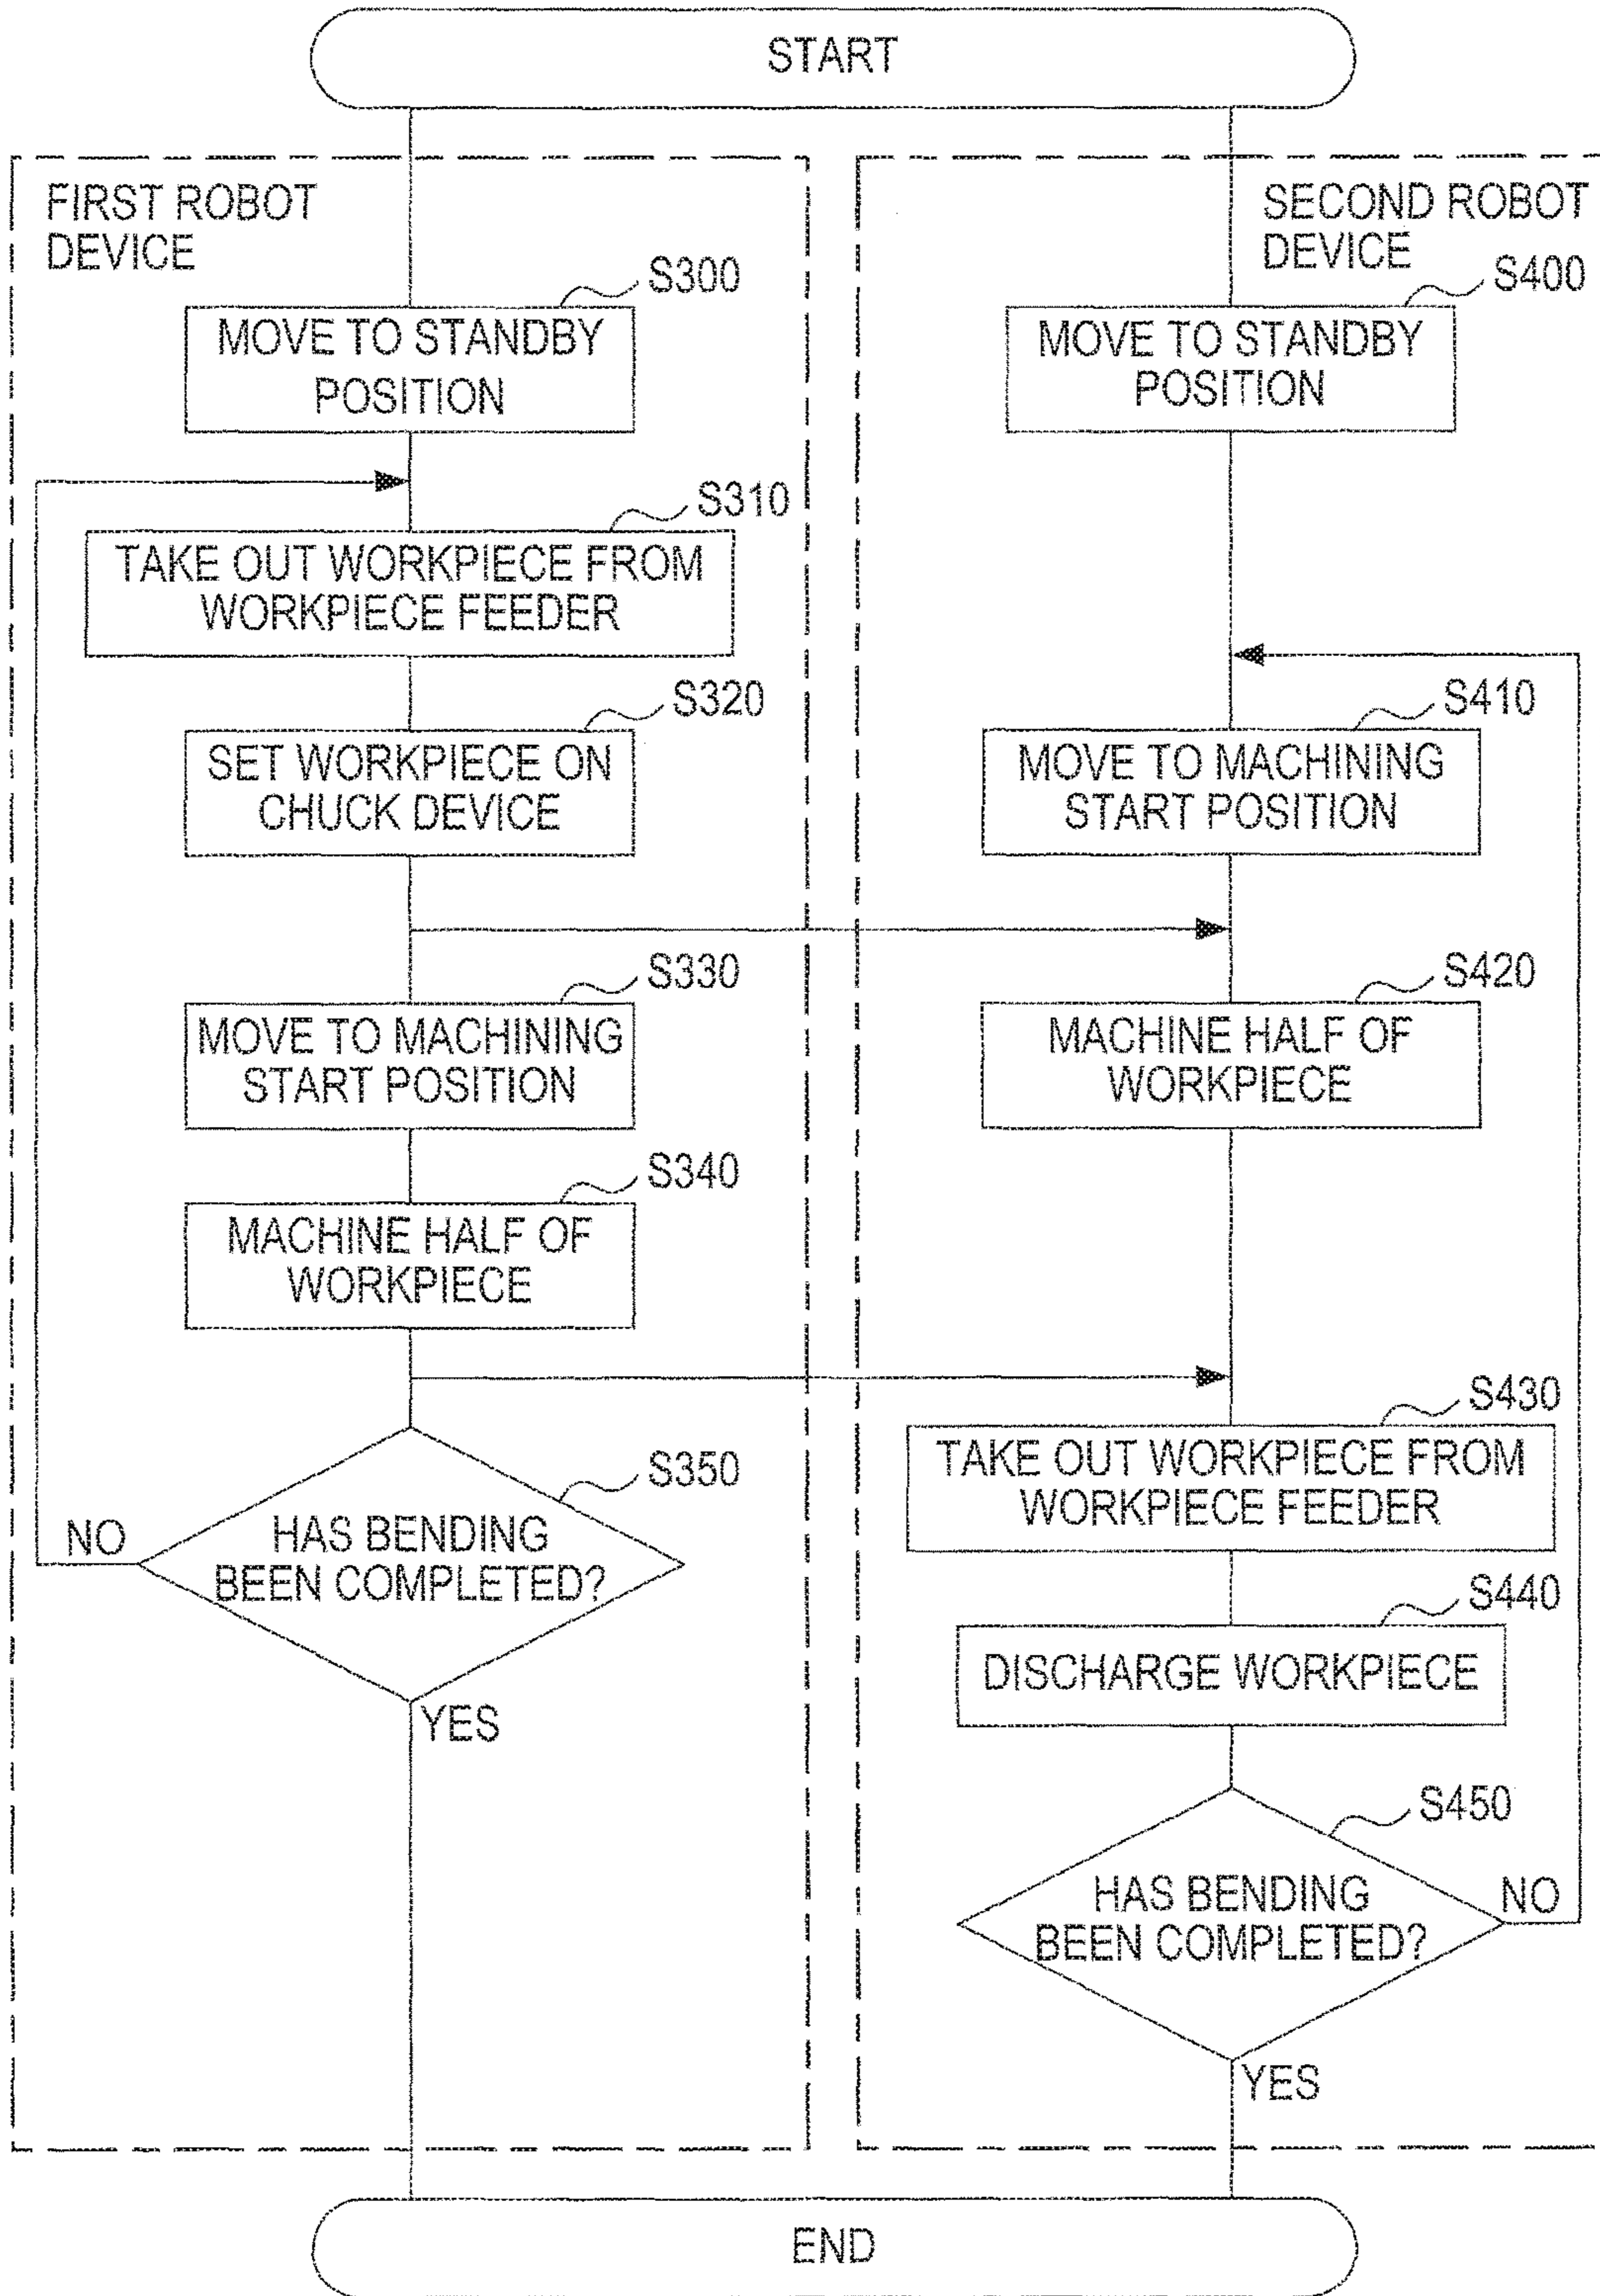 START
FIRST ROBOT
DEVICE
S300
MOVE TO STANDBY
POSITION
S310
TAKE OUT WORKPIECE FROM
WORKPIECE FEEDER
S320
SET WORKPIECE ON
CHUCK DEVICE
S330
MOVE TO MACHINING
START POSITION
S340
MACHINE HALF OF
WORKPIECE
S350
HAS BENDING
BEEN COMPLETED?
NO
YES
SECOND ROBOT
DEVICE
S400
MOVE TO STANDBY
POSITION
S410
MOVE TO MACHINING
START POSITION
S420
MACHINE HALF OF
WORKPIECE
S430
TAKE OUT WORKPIECE FROM
WORKPIECE FEEDER
S440
DISCHARGE WORKPIECE
S450
HAS BENDING
BEEN COMPLETED?
NO
YES
END